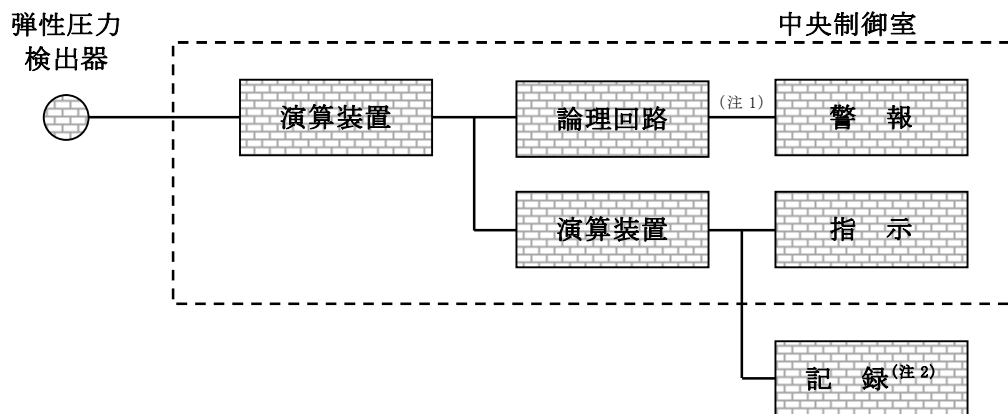 弾性圧力
検出器
中央制御室
演算装置
論理回路
(注1)
警 報
演算装置
指 示
記 録(注2)